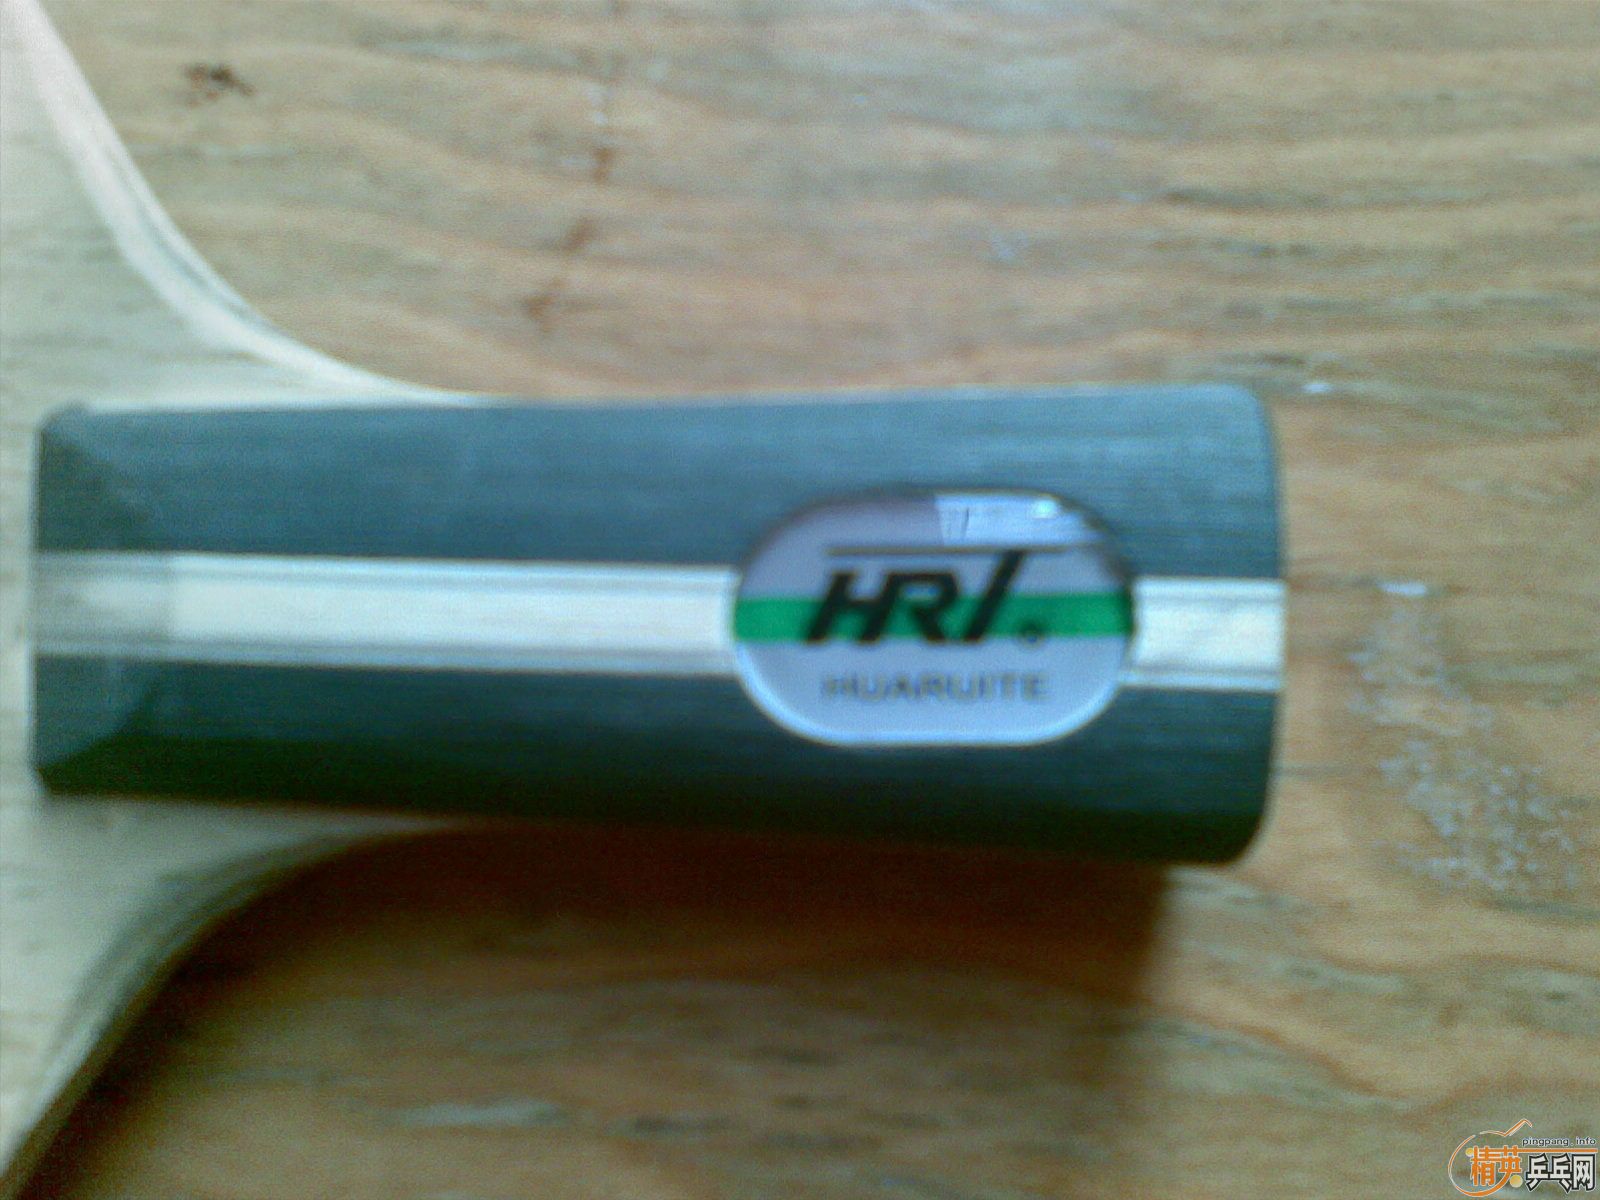 HRT
HUARUITE
pingpang.info
精英乒乓网